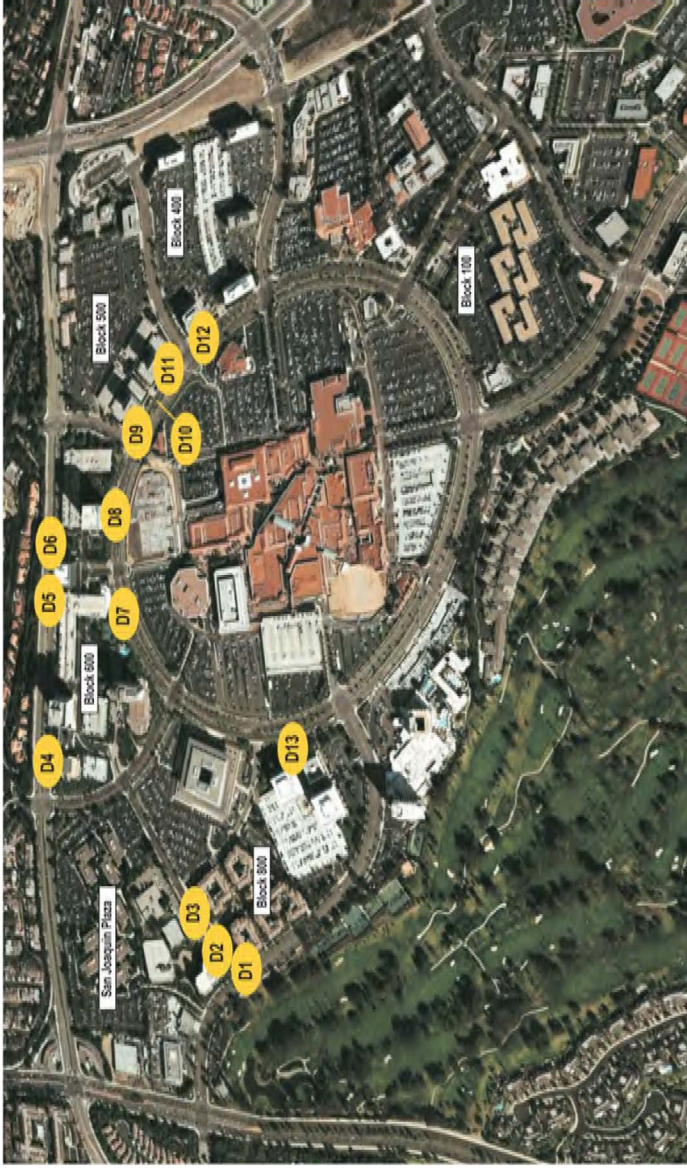 D4
D5
D6
Block 600
Block 500
San Joaquin Plaza
D7
D8
D9
D11
Block 400
D10
D3
D12
D2
D1
Block 800
D13
Block 100